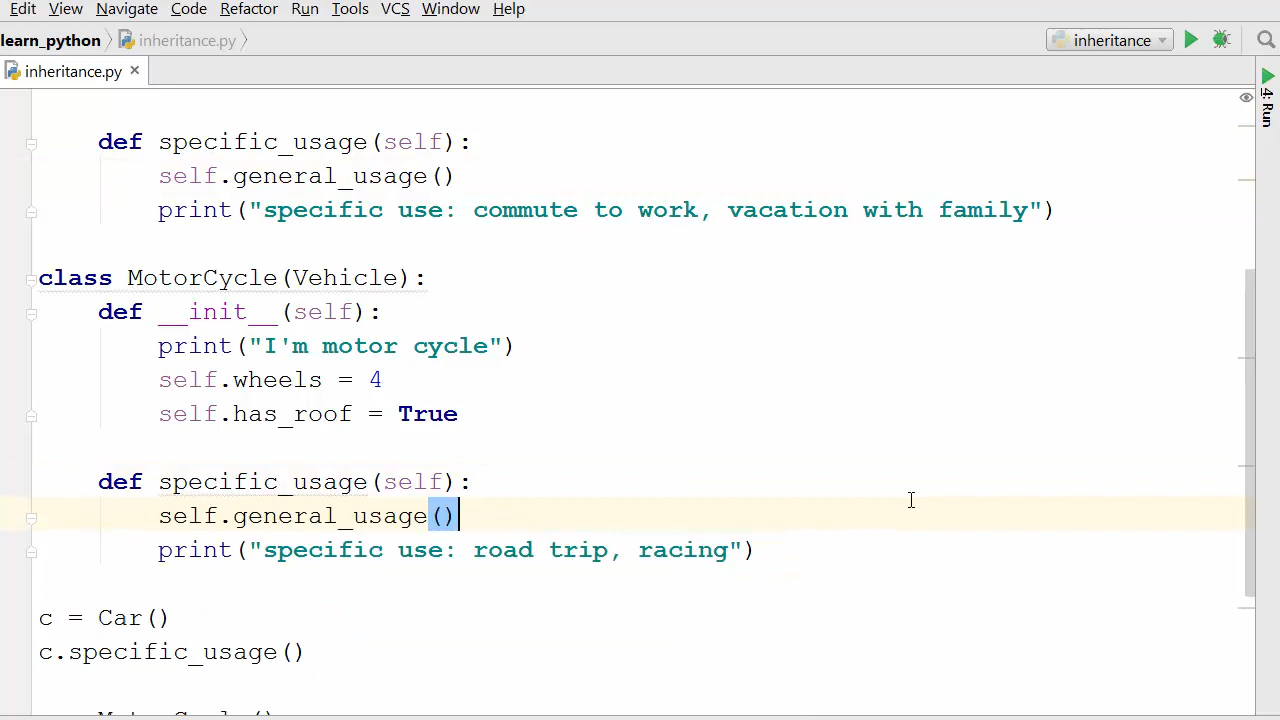 Edit View Navigate Code Refactor Run Tools VCS Window Help
learn_python inheritance.py inheritance
inheritance.py
4: Run
def specific_usage(self):
self.general_usage()
print("specific use: commute to work, vacation with family")
class MotorCycle(Vehicle):
def __init__(self):
print("I'm motor cycle")
self.wheels = 4
self.has_roof = True
def specific_usage(self):
self.general_usage()
print("specific use: road trip, racing")
c = Car()
c.specific_usage()